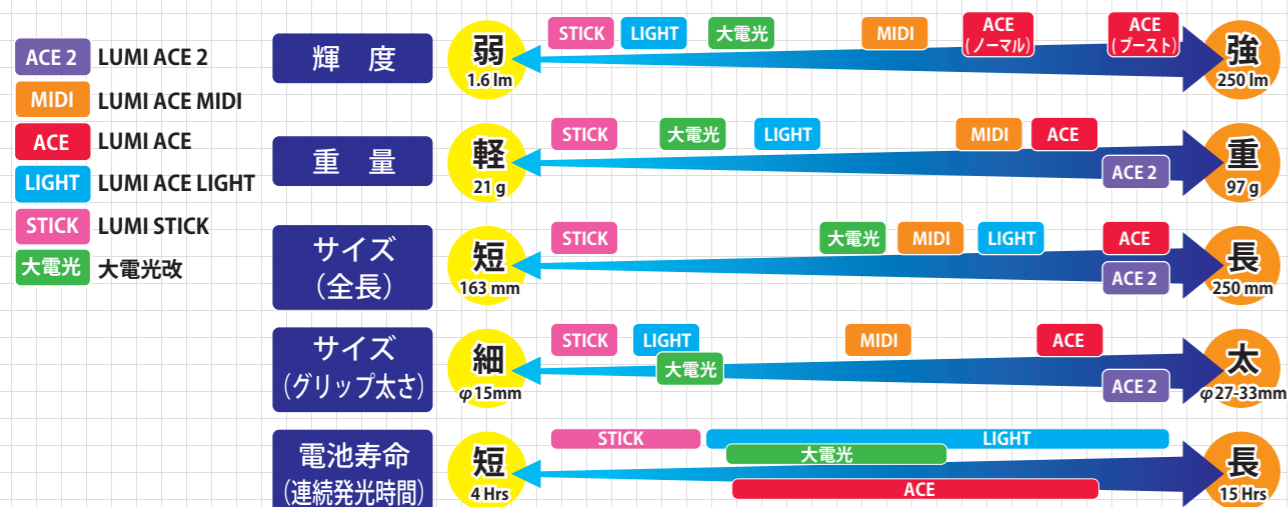 ACE 2 LUMI ACE 2
MIDI LUMI ACE MIDI
ACE LUMI ACE
LIGHT LUMI ACE LIGHT
STICK LUMI STICK
大電光 大電光改
輝 度
弱
1.6 lm
STICK LIGHT 大電光 MIDI
ACE
(ノーマル)
ACE
(ブースト)
強
250 lm
重 量
軽
21 g
STICK 大電光 LIGHT MIDI ACE
ACE 2
重
97 g
サイズ
(全長)
短
163 mm
STICK 大電光 MIDI LIGHT ACE
ACE 2
長
250 mm
サイズ
(グリップ太さ)
細
φ15mm
STICK LIGHT MIDI ACE
大電光
ACE 2
太
φ27-33mm
電池寿命
(連続発光時間)
短
4 Hrs
STICK LIGHT
大電光
ACE
長
15 Hrs